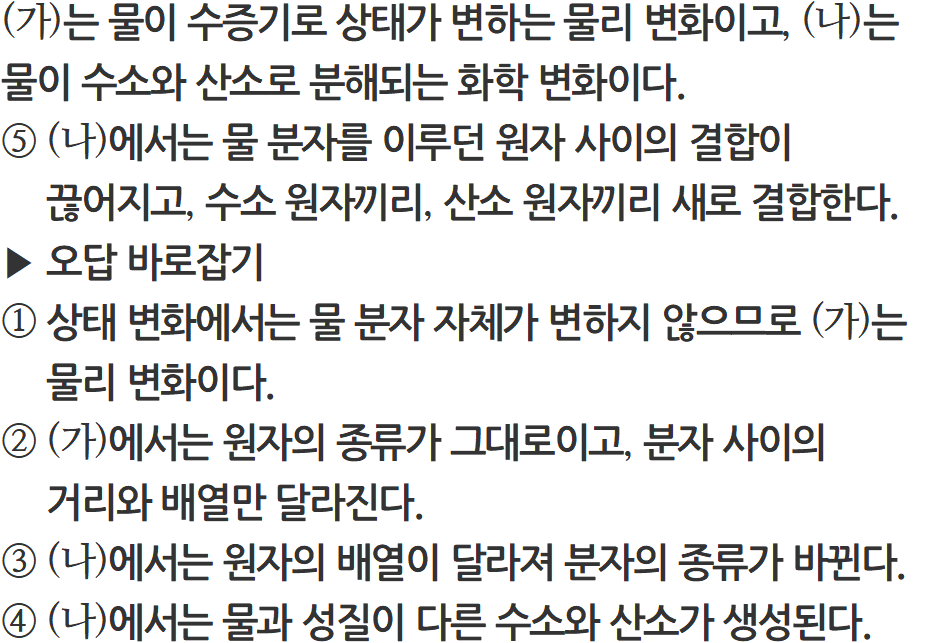 (가)는 물이 수증기로 상태가 변하는 물리 변화이고, (나)는
물이 수소와 산소로 분해되는 화학 변화이다.
⑤ (나)에서는 물 분자를 이루던 원자 사이의 결합이
끊어지고, 수소 원자끼리, 산소 원자끼리 새로 결합한다.
▶ 오답 바로잡기
① 상태 변화에서는 물 분자 자체가 변하지 않으므로 (가)는
물리 변화이다.
② (가)에서는 원자의 종류가 그대로이고, 분자 사이의
거리와 배열만 달라진다.
③ (나)에서는 원자의 배열이 달라져 분자의 종류가 바뀐다.
④ (나)에서는 물과 성질이 다른 수소와 산소가 생성된다.